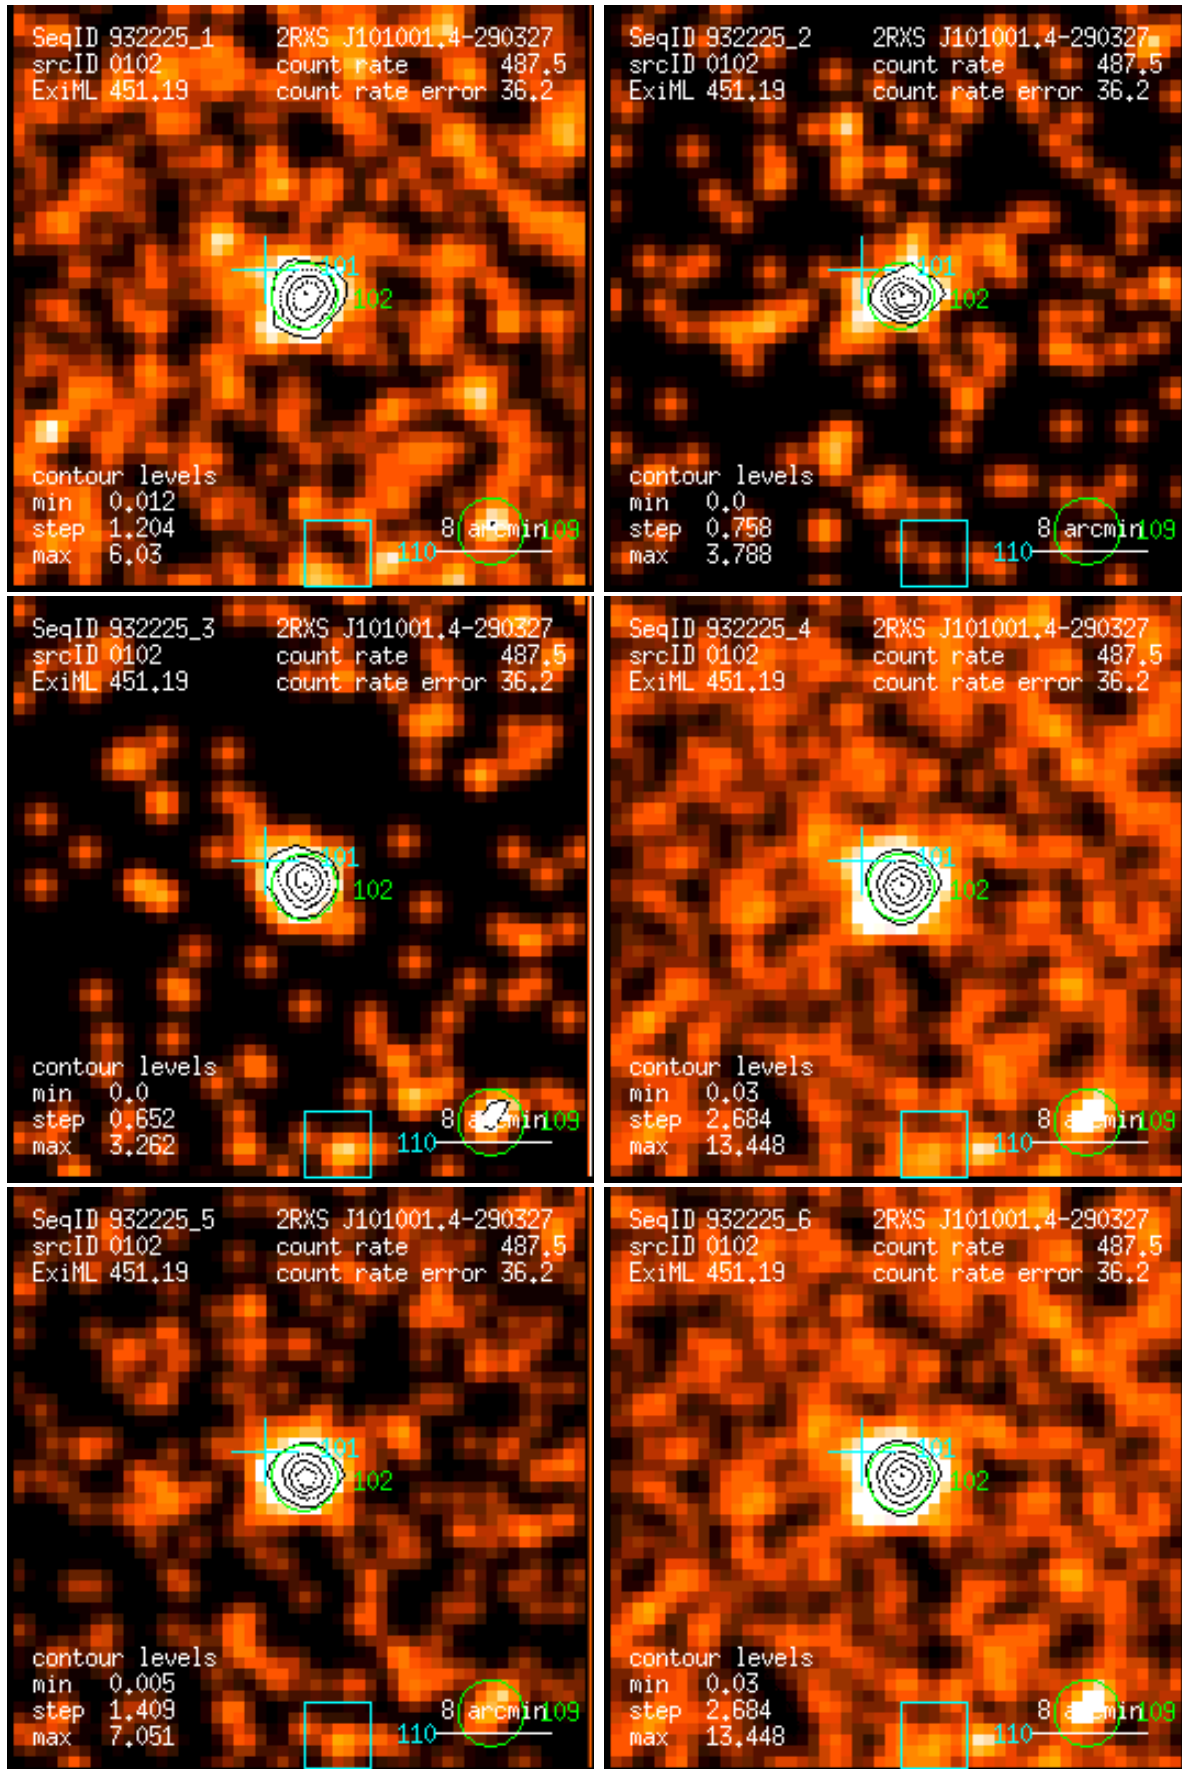 SeqID 932225_1 2RXS J101001.4-290327
srcID 0102 count rate 487.5
ExiML 451.19 count rate error 36.2
101
102
contour levels
min 0.012
step 1.204 8 arcmin 109
max 6.03 110
SeqID 932225_2 2RXS J101001.4-290327
srcID 0102 count rate 487.5
ExiML 451.19 count rate error 36.2
101
102
contour levels
min 0.0
step 0.758 8 arcmin 109
max 3.788 110
SeqID 932225_3 2RXS J101001.4-290327
srcID 0102 count rate 487.5
ExiML 451.19 count rate error 36.2
101
102
contour levels
min 0.0
step 0.652 8 arcmin 109
max 3.262 110
SeqID 932225_4 2RXS J101001.4-290327
srcID 0102 count rate 487.5
ExiML 451.19 count rate error 36.2
101
102
contour levels
min 0.03
step 2.684 8 arcmin 109
max 13.448 110
SeqID 932225_5 2RXS J101001.4-290327
srcID 0102 count rate 487.5
ExiML 451.19 count rate error 36.2
101
102
contour levels
min 0.005
step 1.409 8 arcmin 109
max 7.051 110
SeqID 932225_6 2RXS J101001.4-290327
srcID 0102 count rate 487.5
ExiML 451.19 count rate error 36.2
101
102
contour levels
min 0.03
step 2.684 8 arcmin 109
max 13.448 110